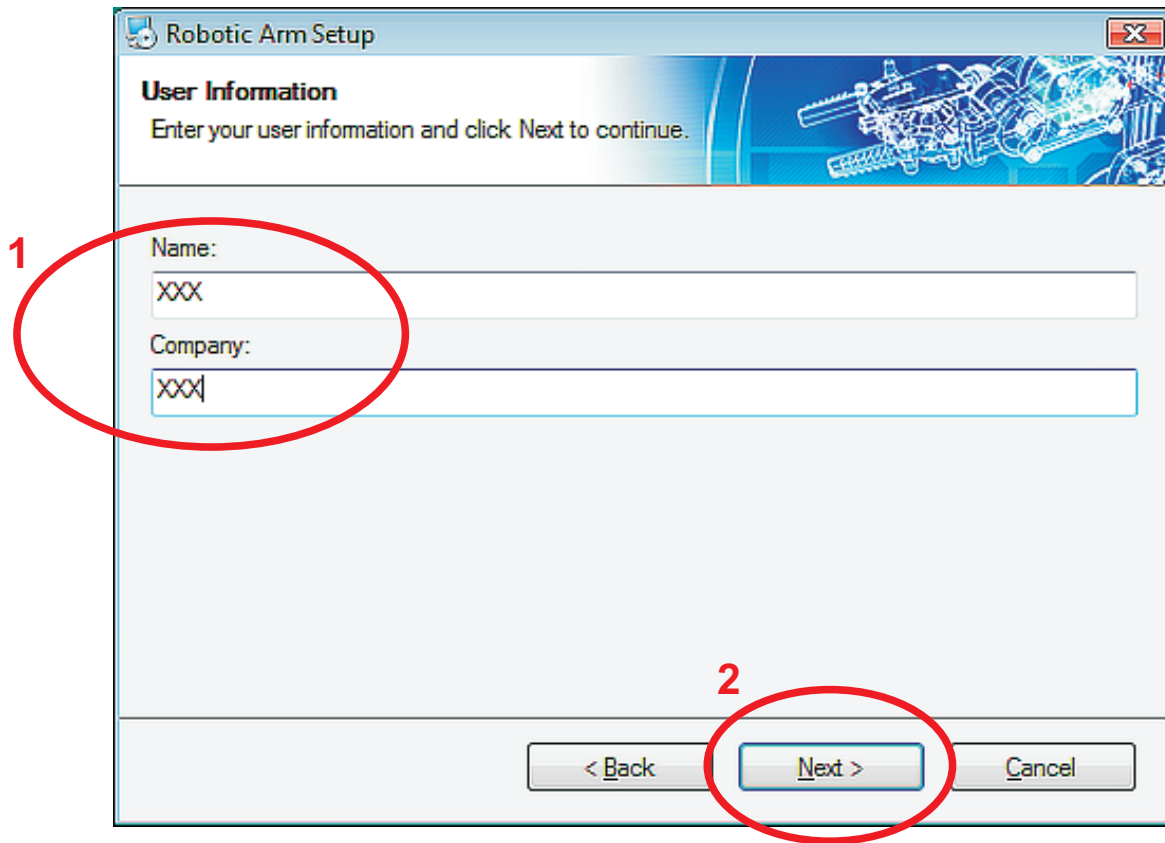 Robotic Arm Setup
User Information
Enter your user information and click Next to continue.
1
Name:
XXX
Company:
XXX
2
< Back
Next >
Cancel